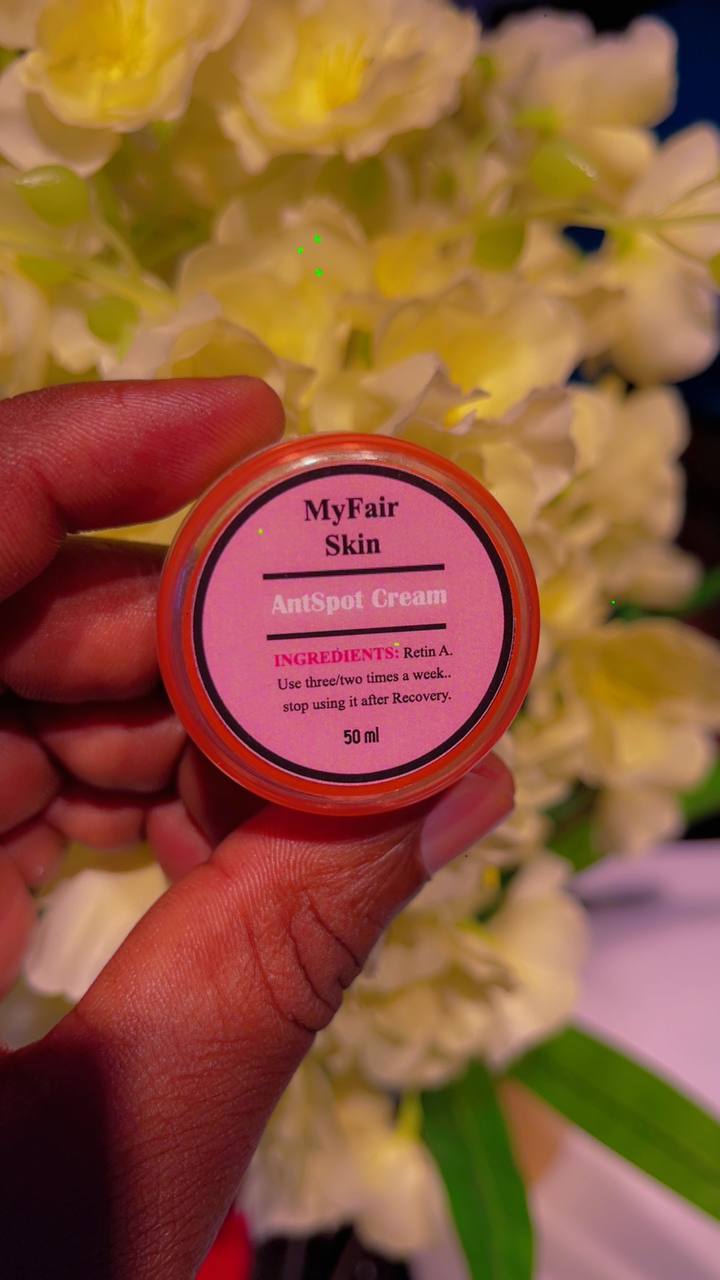 MyFair
Skin
AntSpot Cream
INGREDIENTS: Retin A.
Use three/two times a week..
stop using it after Recovery.
50 ml